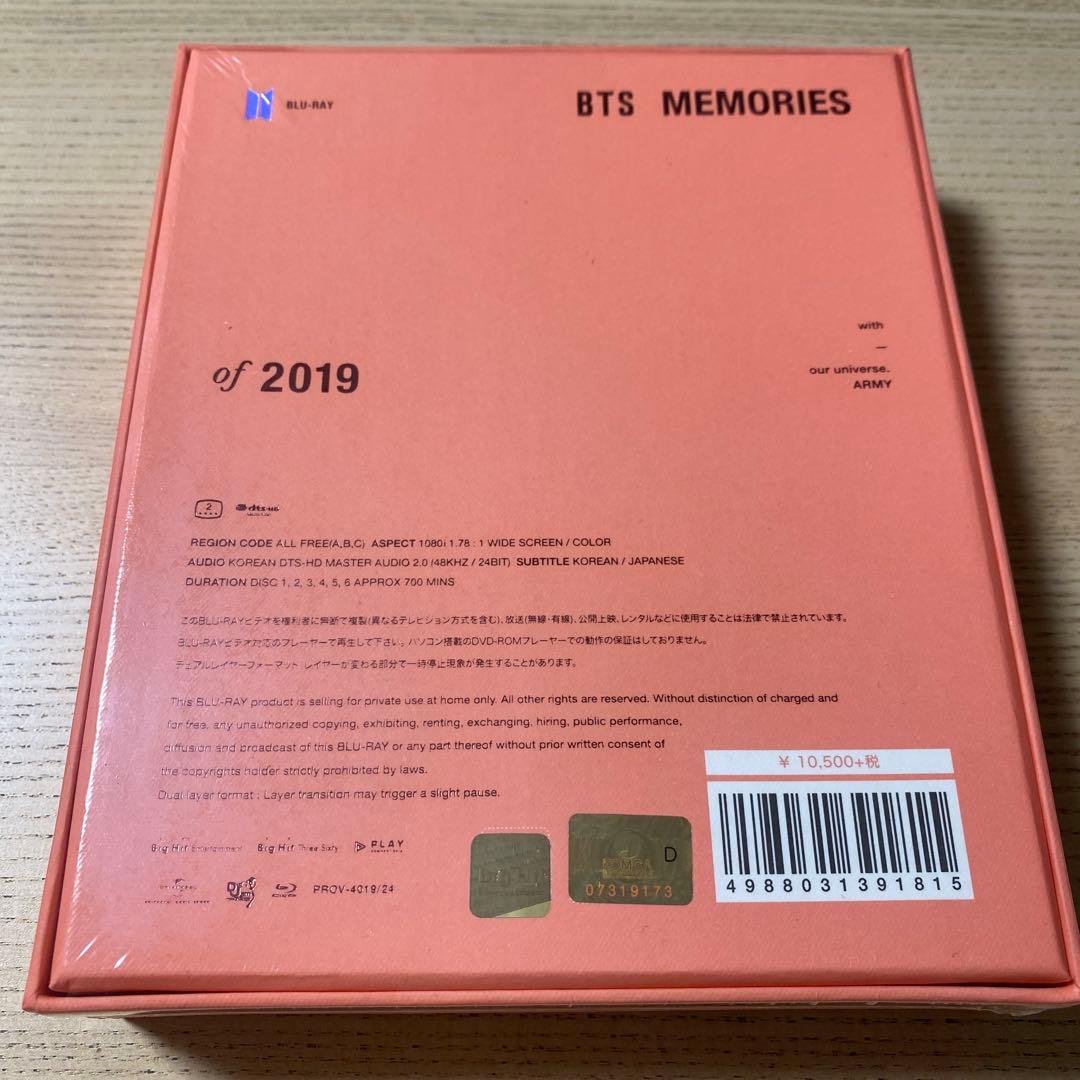 BLU-RAY
BTS MEMORIES
with
—
our universe.
ARMY
of 2019
2
dts-HD
REGION CODE ALL FREE(A,B,C) ASPECT 1080i 1.78 : 1 WIDE SCREEN / COLOR
AUDIO KOREAN DTS-HD MASTER AUDIO 2.0 (48KHZ / 24BIT) SUBTITLE KOREAN / JAPANESE
DURATION DISC 1, 2, 3, 4, 5, 6 APPROX 700 MINS
このBLU-RAYビデオを権利者に無断で複製(異なるテレビジョン方式を含む)、放送(無線・有線)、公開上映、レンタルなどに使用することは法律で禁止されています。
BLU-RAYビデオ対応のプレーヤーで再生して下さい。パソコン搭載のDVD-ROMプレーヤーでの動作の保証はしておりません。
デュアルレイヤーフォーマット レイヤーが変わる部分で一時停止現象が発生することがあります。
This BLU-RAY product is selling for private use at home only. All other rights are reserved. Without distinction of charged and
for free, any unauthorized copying, exhibiting, renting, exchanging, hiring, public performance,
diffusion and broadcast of this BLU-RAY or any part thereof without prior written consent of
the copyrights holder strictly prohibited by laws.
Dual-layer format : Layer transition may trigger a slight pause.
¥ 10,500+税
Big Hit Entertainment Big Hit Three Sixty PLAY
PROV-4019/24
KOMCA
D
07319173
4988031391815